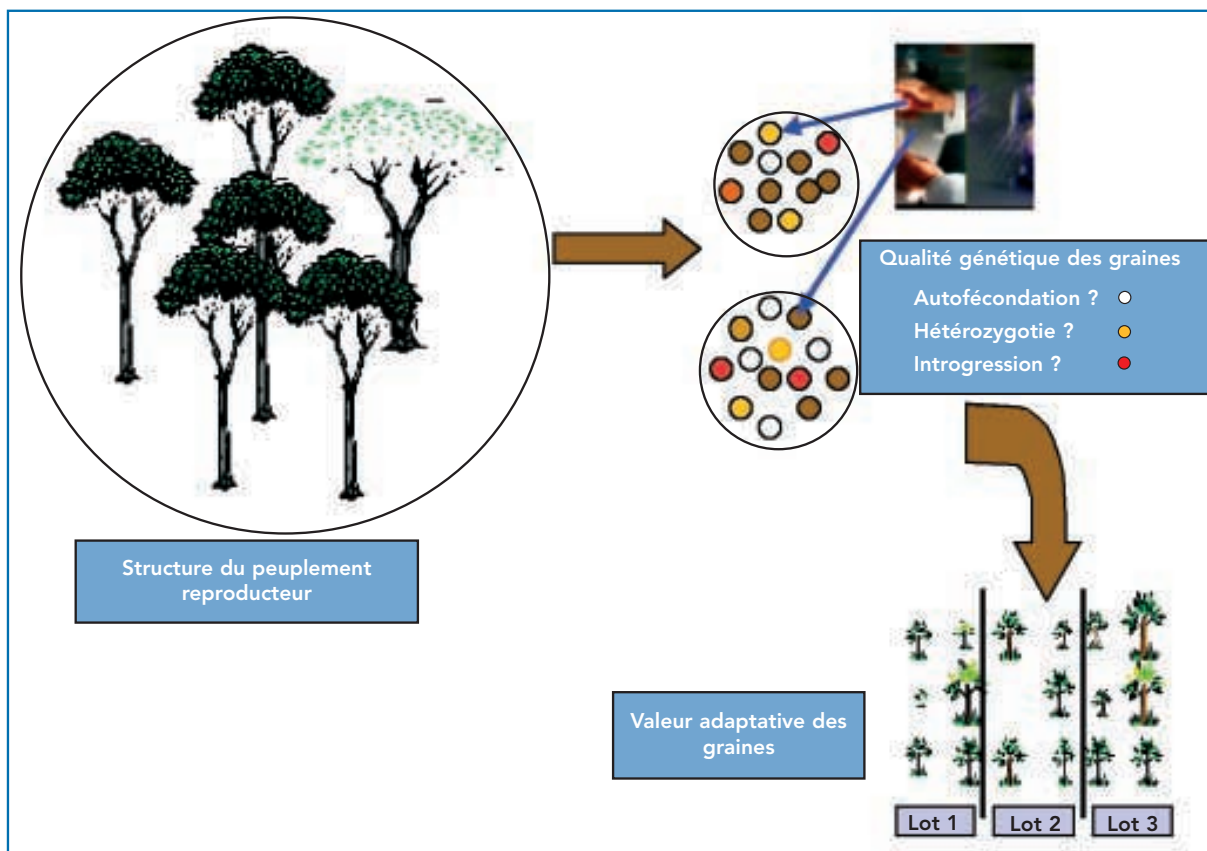 Structure du peuplement
reproducteur
Qualité génétique des graines
Autofécondation ?
Hétérozygotie ?
Introgression ?
Valeur adaptative des
graines
Lot 1
Lot 2
Lot 3